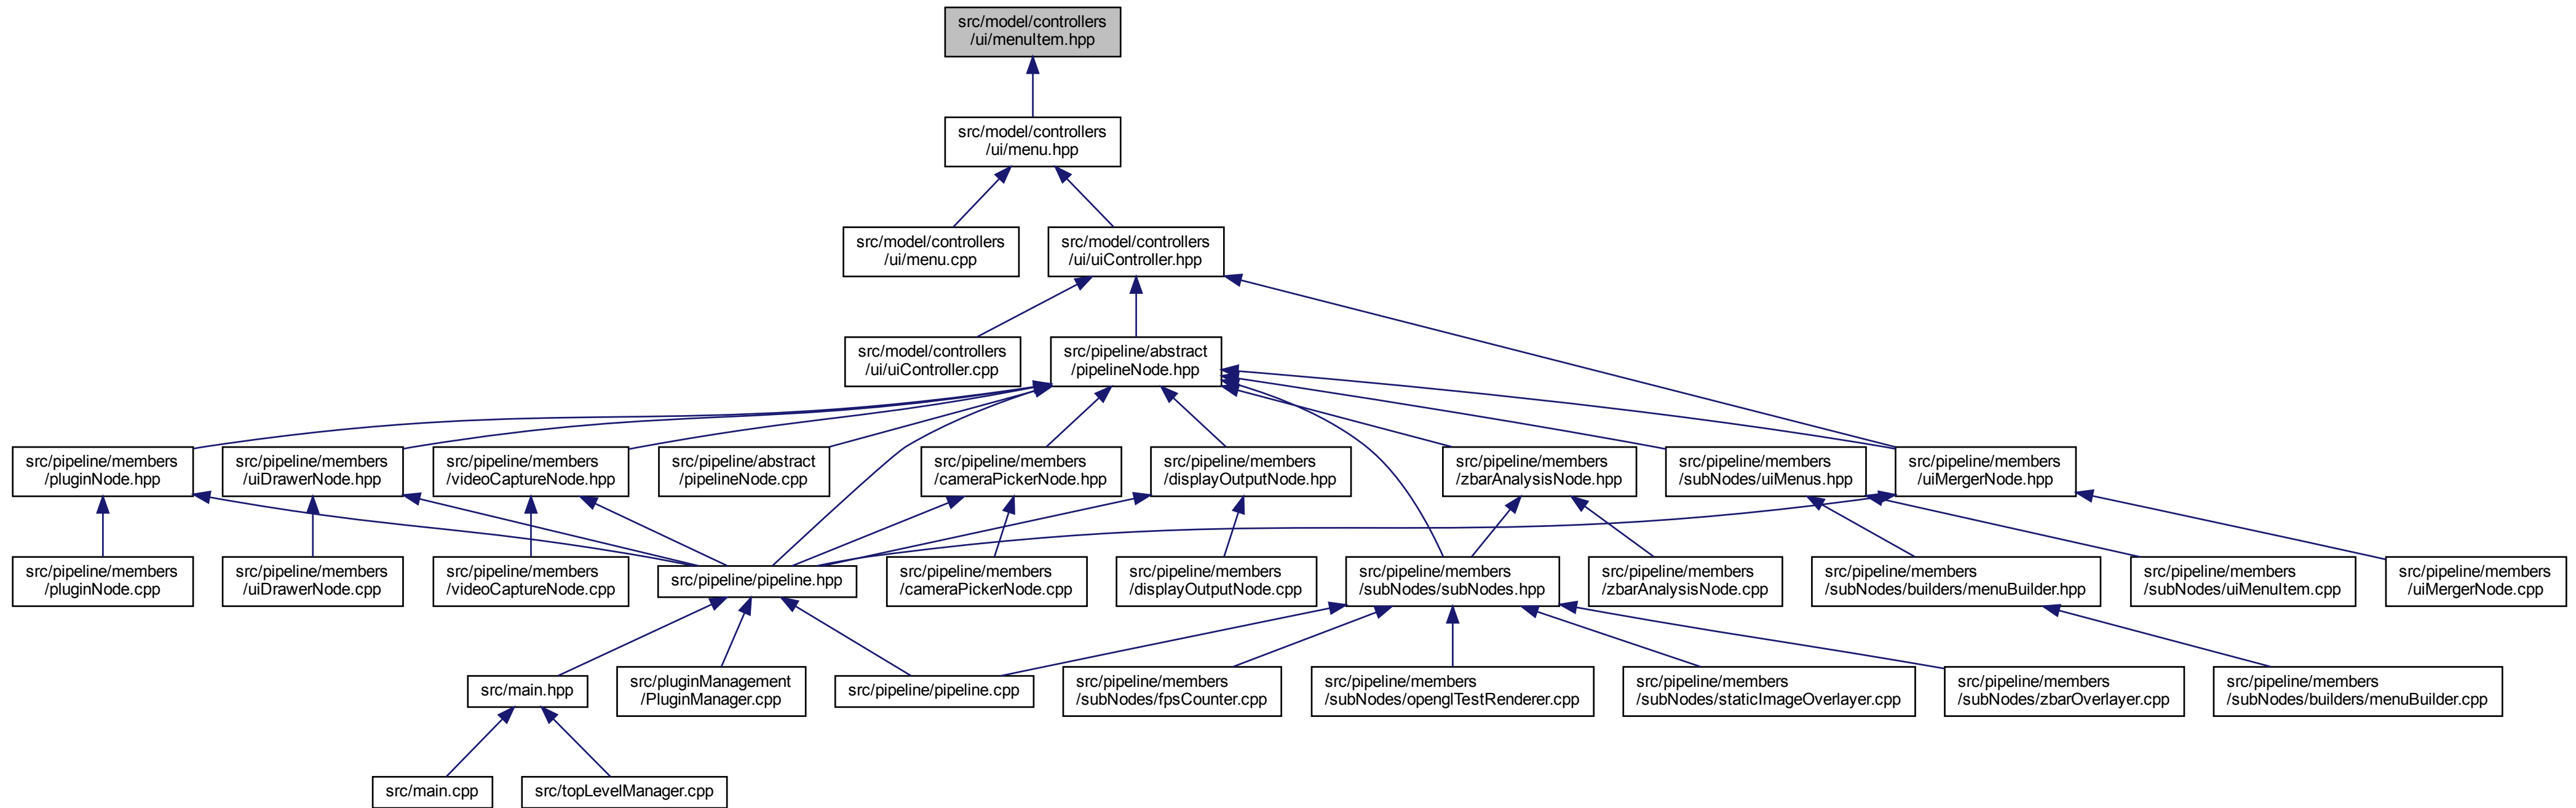 src/model/controllers
/ui/menuItem.hpp
src/model/controllers
/ui/menu.hpp
src/model/controllers
/ui/menu.cpp
src/model/controllers
/ui/uiController.hpp
src/model/controllers
/ui/uiController.cpp
src/pipeline/abstract
/pipelineNode.hpp
src/pipeline/members
/pluginNode.hpp
src/pipeline/members
/uiDrawerNode.hpp
src/pipeline/members
/videoCaptureNode.hpp
src/pipeline/abstract
/pipelineNode.cpp
src/pipeline/members
/cameraPickerNode.hpp
src/pipeline/members
/displayOutputNode.hpp
src/pipeline/members
/zbarAnalysisNode.hpp
src/pipeline/members
/subNodes/uiMenus.hpp
src/pipeline/members
/uiMergerNode.hpp
src/pipeline/members
/pluginNode.cpp
src/pipeline/members
/uiDrawerNode.cpp
src/pipeline/members
/videoCaptureNode.cpp
src/pipeline/pipeline.hpp
src/pipeline/members
/cameraPickerNode.cpp
src/pipeline/members
/displayOutputNode.cpp
src/pipeline/members
/subNodes/subNodes.hpp
src/pipeline/members
/zbarAnalysisNode.cpp
src/pipeline/members
/subNodes/builders/menuBuilder.hpp
src/pipeline/members
/subNodes/uiMenuItem.cpp
src/pipeline/members
/uiMergerNode.cpp
src/main.hpp
src/pluginManagement
/PluginManager.cpp
src/pipeline/pipeline.cpp
src/pipeline/members
/subNodes/fpsCounter.cpp
src/pipeline/members
/subNodes/openglTestRenderer.cpp
src/pipeline/members
/subNodes/staticImageOverlayer.cpp
src/pipeline/members
/subNodes/zbarOverlayer.cpp
src/pipeline/members
/subNodes/builders/menuBuilder.cpp
src/main.cpp
src/topLevelManager.cpp